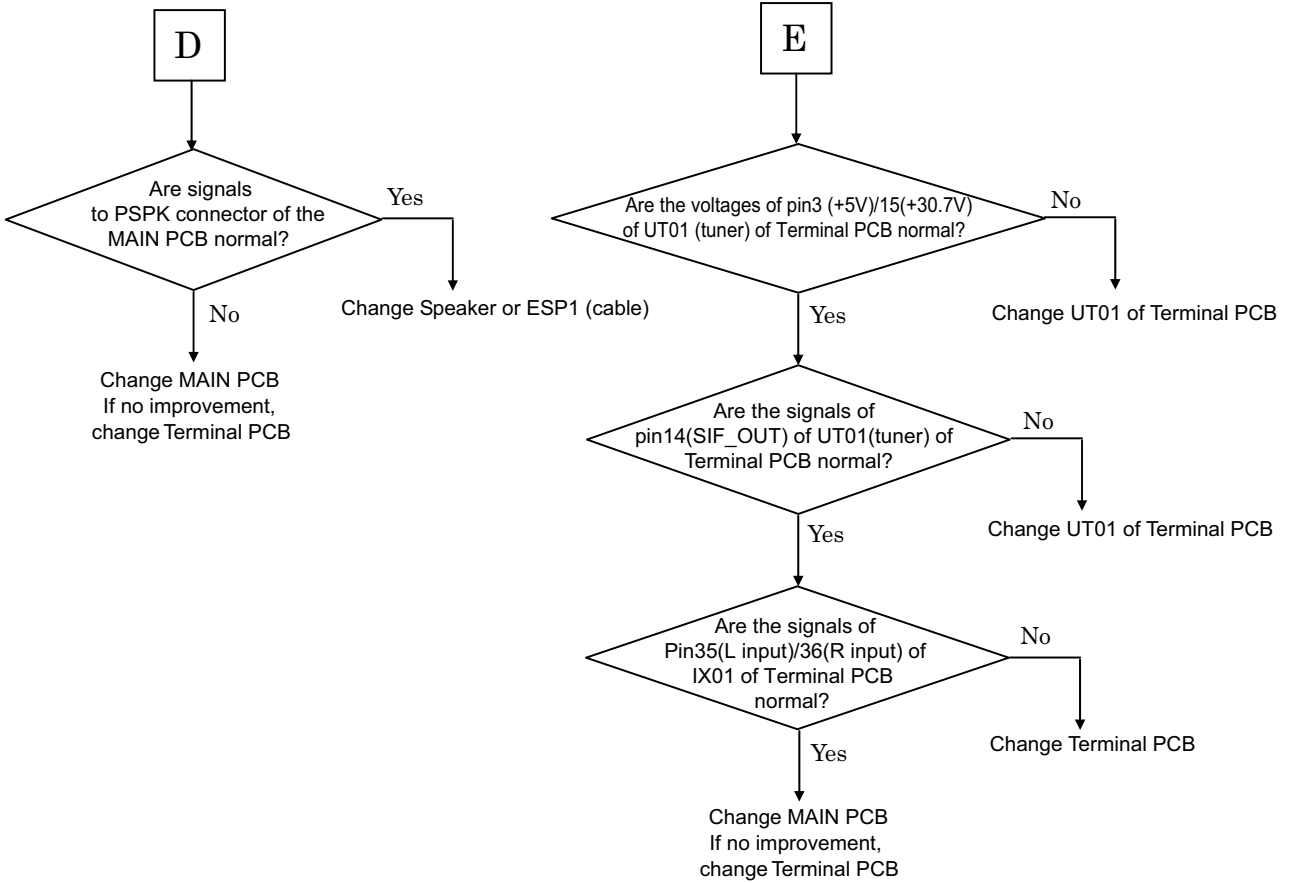 D
Are signals
to PSPK connector of the
MAIN PCB normal?
Yes
Change Speaker or ESP1 (cable)
No
Change MAIN PCB
If no improvement,
change Terminal PCB
E
Are the voltages of pin3 (+5V)/15(+30.7V)
of UT01 (tuner) of Terminal PCB normal?
No
Change UT01 of Terminal PCB
Yes
Are the signals of
pin14(SIF_OUT) of UT01(tuner) of
Terminal PCB normal?
No
Change UT01 of Terminal PCB
Yes
Are the signals of
Pin35(L input)/36(R input) of
IX01 of Terminal PCB
normal?
No
Change Terminal PCB
Yes
Change MAIN PCB
If no improvement,
change Terminal PCB